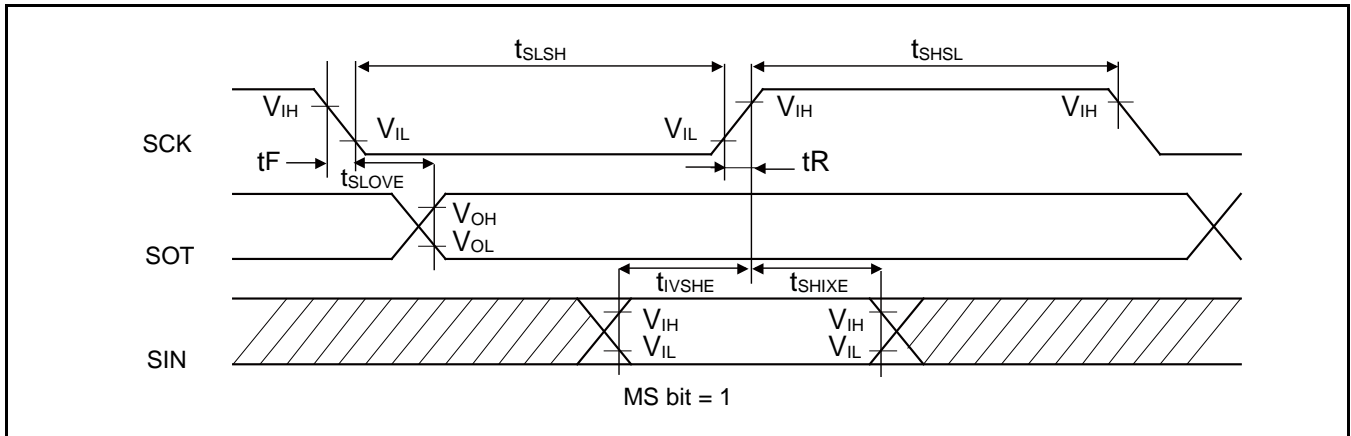 tSLSH
tSHSL
SCK
VIH
VIL
VIL
VIH
VIH
tF
tR
tSLOVE
SOT
VOH
VOL
tIVSHE
tSHIXE
SIN
VIH
VIH
VIL
VIL
MS bit = 1